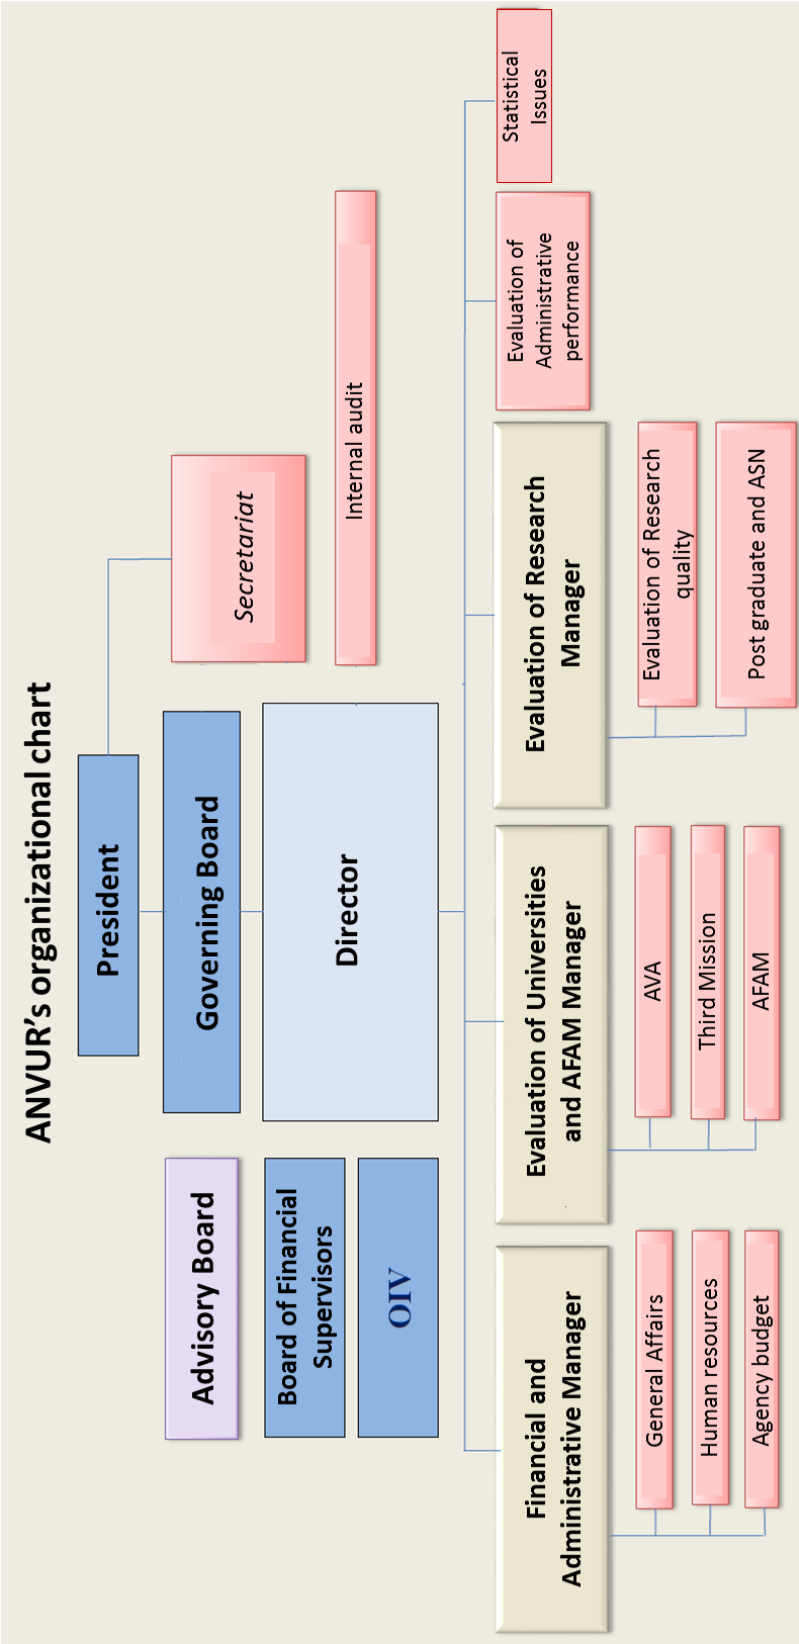 ANVUR's organizational chart
President
Advisory Board
Governing Board
Secretariat
Board of Financial
Supervisors
OIV
Director
Internal audit
Financial and
Administrative Manager
General Affairs
Human resources
Agency budget
Evaluation of Universities
and AFAM Manager
AVA
Third Mission
AFAM
Evaluation of Research
Manager
Evaluation of Research
quality
Post graduate and ASN
Evaluation of
Administrative
performance
Statistical
Issues